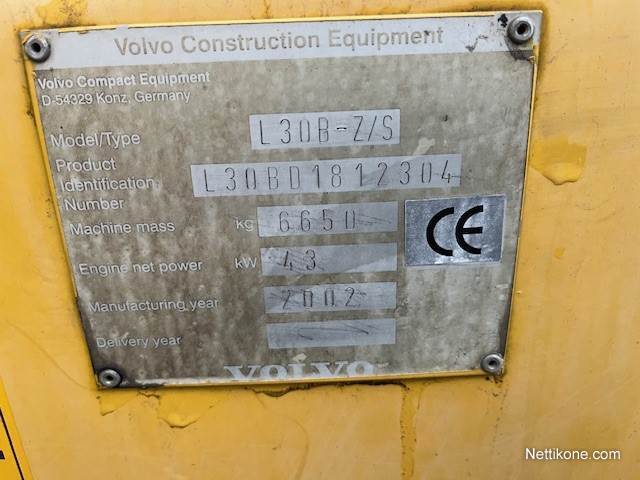 Volvo Construction Equipment
Volvo Compact Equipment
D-54329 Konz, Germany
Model/Type L30B-Z/S
Product
Identification L30BD1812304
Number
Machine mass kg 6650
CE
Engine net power kW 43
Manufacturing year 2002
Delivery year
VOLVO
Nettikone.com